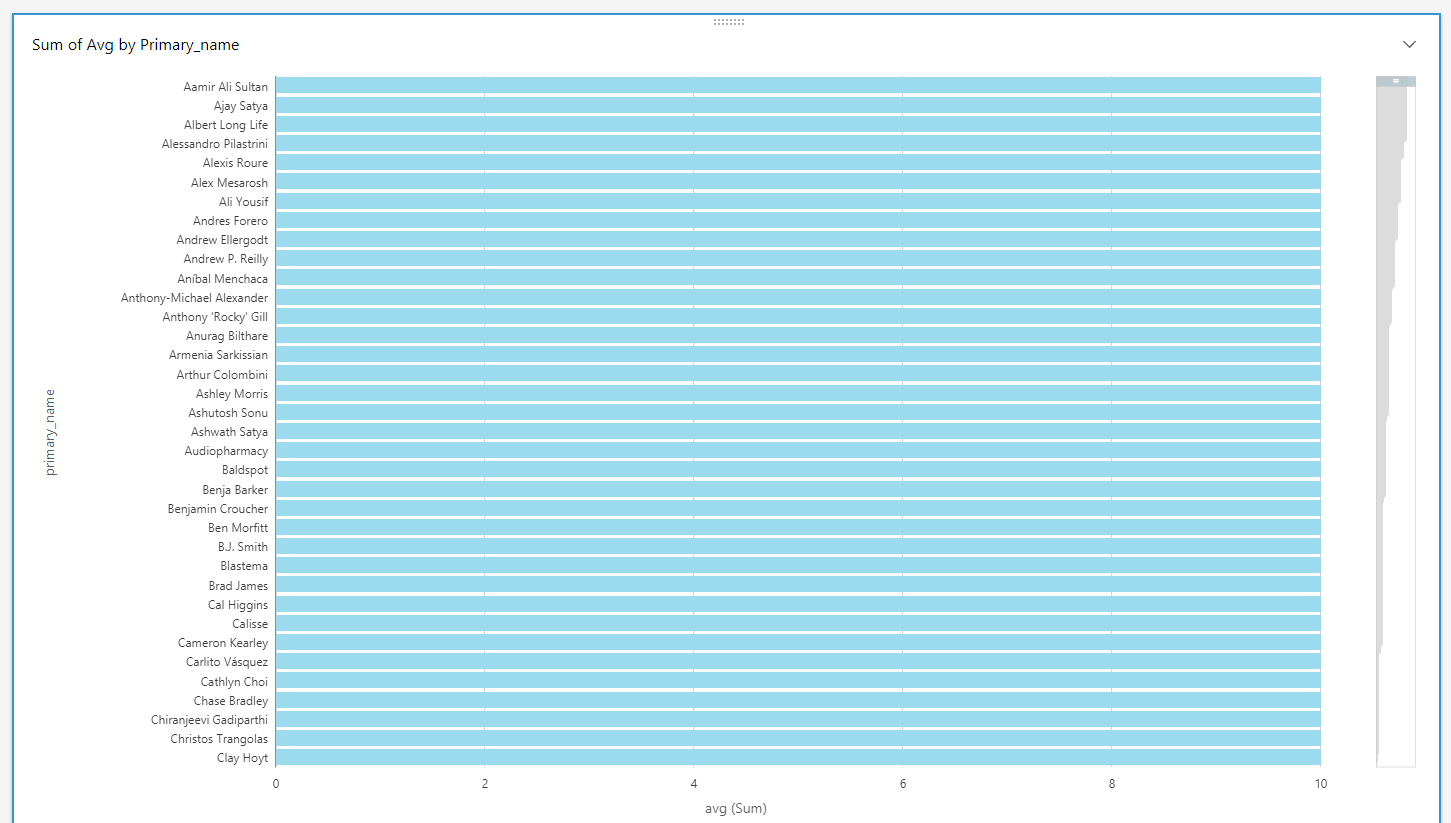 Sum of Avg by Primary_name
Aamir Ali Sultan
Ajay Satya
Albert Long Life
Alessandro Pilastrini
Alexis Roure
Alex Mesarosh
Ali Yousif
Andres Forero
Andrew Ellergodt
Andrew P. Reilly
Aníbal Menchaca
Anthony-Michael Alexander
Anthony 'Rocky' Gill
Anurag Bilthare
Armenia Sarkissian
Arthur Colombini
Ashley Morris
Ashutosh Sonu
Ashwath Satya
Audiopharmacy
Baldspot
Benja Barker
Benjamin Croucher
Ben Morfitt
B.J. Smith
Blastema
Brad James
Cal Higgins
Calisse
Cameron Kearley
Carlito Vásquez
Cathlyn Choi
Chase Bradley
Chiranjeevi Gadiparthi
Christos Trangolas
Clay Hoyt
primary_name
0 2 4 6 8 10
avg (Sum)